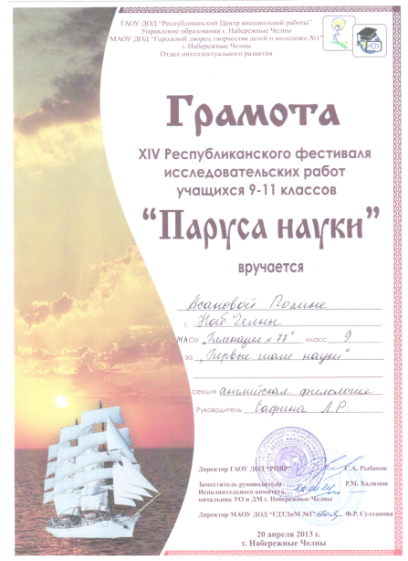 ГАОУ ДОД "Республиканский Центр внешкольной работы"
Управление образования г. Набережные Челны
МАОУ ДОД "Городской дворец творчества детей и молодежи №1"
г. Набережные Челны
Отдел интеллектуального развития
НОУ
Грамота
XIV Республиканского фестиваля
исследовательских работ
учащихся 9-11 классов
"Паруса науки"
вручается
Асановой Полине
г. Наб Челны
МАОУ "Гимназия № 77" класс 9
за "Первые шаги науки"
секция английская филология
Руководитель Сафина Л.Р
Директор ГАОУ ДОД "РЦВР" С.А. Рыбаков
Заместитель руководителя Р.М. Халимов
Исполнительного комитета,
начальник УО и ДМ г. Набережные Челны
Директор МАОУ ДОД "ГДТДиМ №1" Ф.Р. Султанова
20 апреля 2013 г.
г. Набережные Челны